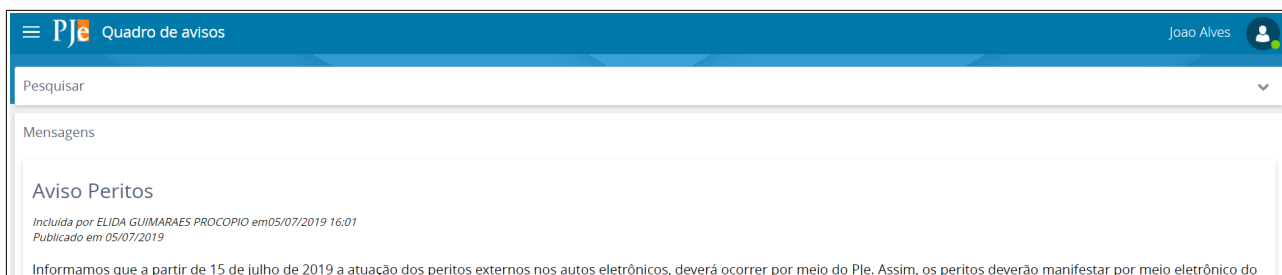 PJe Quadro de avisos Joao Alves
Pesquisar
Mensagens
Aviso Peritos
Incluída por ELIDA GUIMARAES PROCOPIO em05/07/2019 16:01
Publicado em 05/07/2019
Informamos que a partir de 15 de julho de 2019 a atuação dos peritos externos nos autos eletrônicos, deverá ocorrer por meio do PJe. Assim, os peritos deverão manifestar por meio eletrônico do